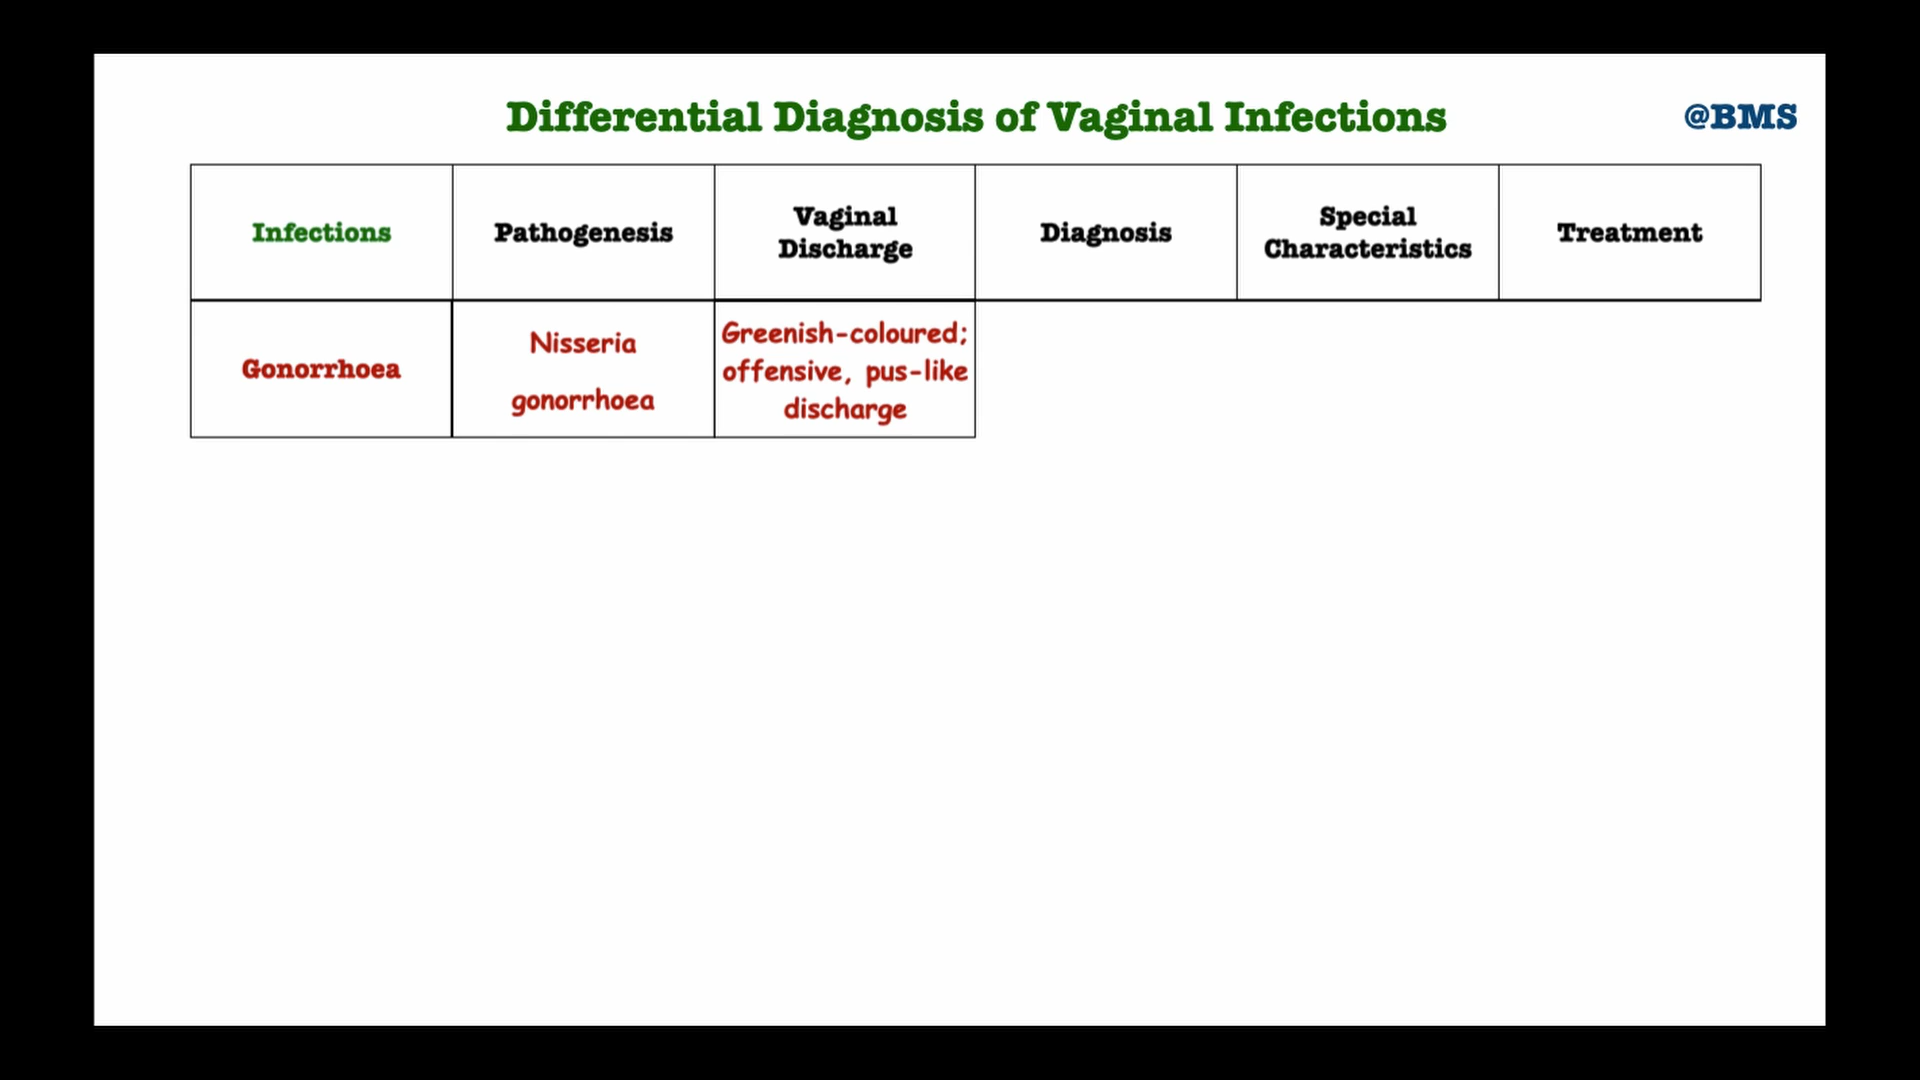 Differential Diagnosis of Vaginal Infections
@BMS
Infections
Pathogenesis
Vaginal
Discharge
Diagnosis
Special
Characteristics
Treatment
Gonorrhoea
Nisseria
gonorrhoea
Greenish-coloured;
offensive, pus-like
discharge